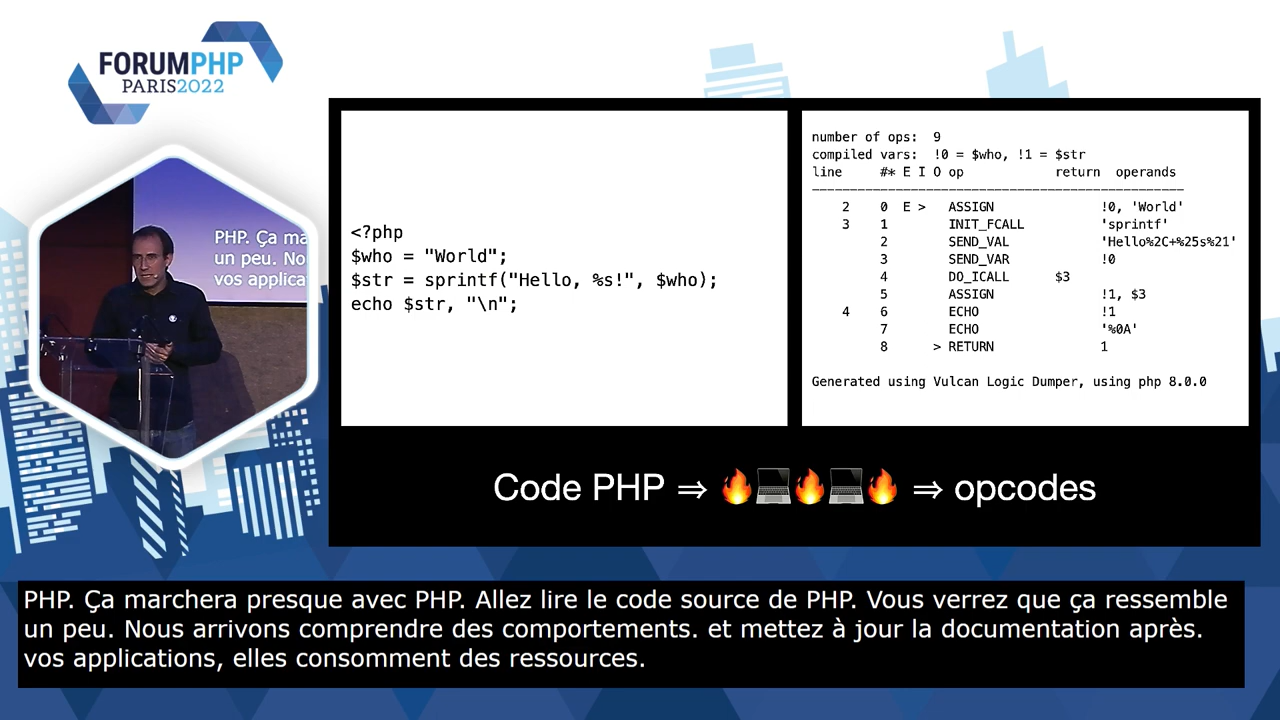 FORUMPHP
PARIS2022
PHP. Ça ma
un peu. No
vos applica
<?php
$who = "World";
$str = sprintf("Hello, %s!", $who);
echo $str, "\n";
number of ops:  9
compiled vars:  !0 = $who, !1 = $str
line     #* E I O op           return  operands
2     0  E >   ASSIGN           !0, 'World'
3     1        INIT_FCALL       'sprintf'
2        SEND_VAL         'Hello%2C+%25s%21'
3        SEND_VAR         !0
4        DO_ICALL      $3
5        ASSIGN           !1, $3
4     6        ECHO             !1
7        ECHO             '%0A'
8      > RETURN           1
Generated using Vulcan Logic Dumper, using php 8.0.0
Code PHP ⇒ 🔥💻🔥💻🔥 ⇒ opcodes
PHP. Ça marchera presque avec PHP. Allez lire le code source de PHP. Vous verrez que ça ressemble
un peu. Nous arrivons comprendre des comportements. et mettez à jour la documentation après.
vos applications, elles consomment des ressources.